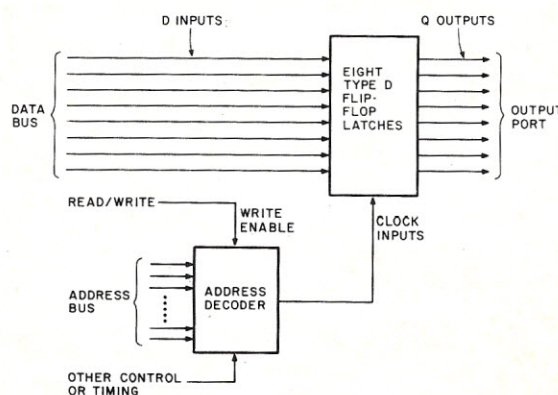 D INPUTS
Q OUTPUTS
DATA
BUS
EIGHT
TYPE D
FLIP-
FLOP
LATCHES
OUTPUT
PORT
READ/WRITE
WRITE
ENABLE
CLOCK
INPUTS
ADDRESS
BUS
ADDRESS
DECODER
OTHER CONTROL
OR TIMING